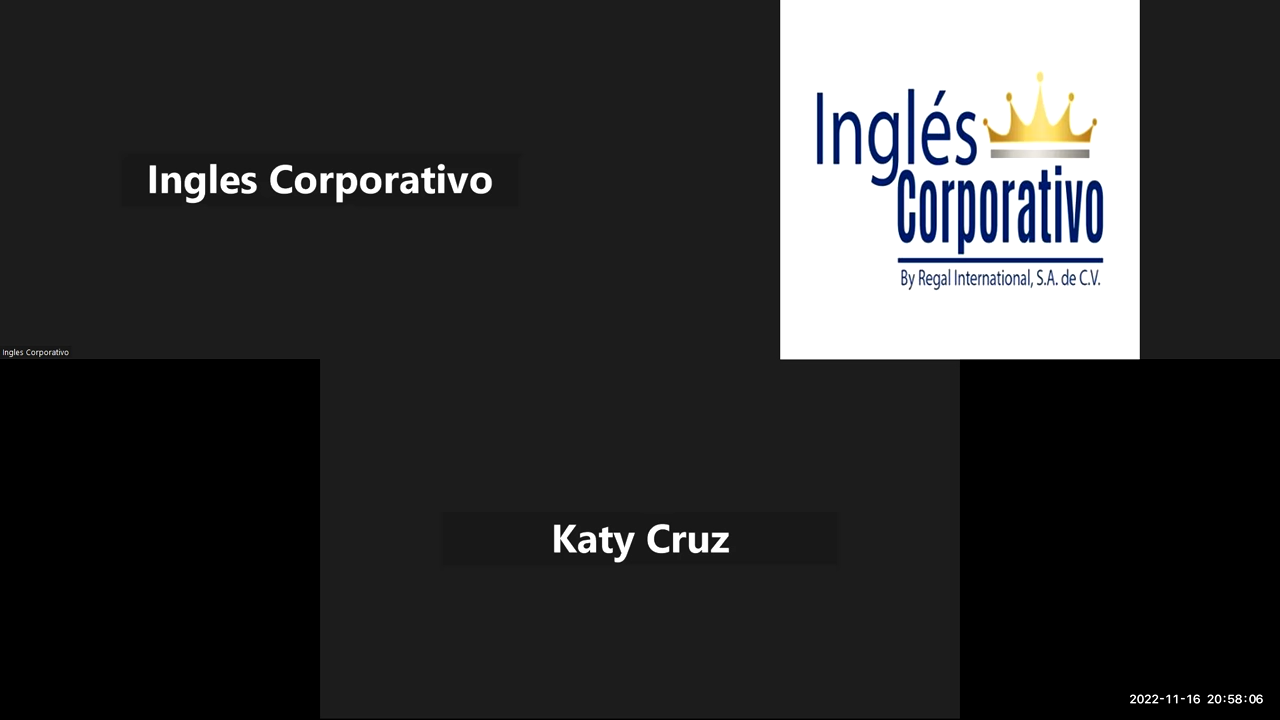 Ingles Corporativo
Inglés
Corporativo
By Regal International, S.A. de C.V.
Ingles Corporativo
Katy Cruz
2022-11-16 20:58:06